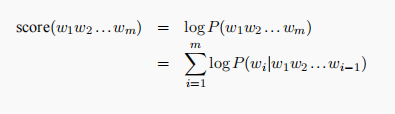 score(w₁w₂...wₘ) = log P(w₁w₂...wₘ)
= ∑ᵢ₌₁ᵐ log P(wᵢ|w₁w₂...wᵢ₋₁)